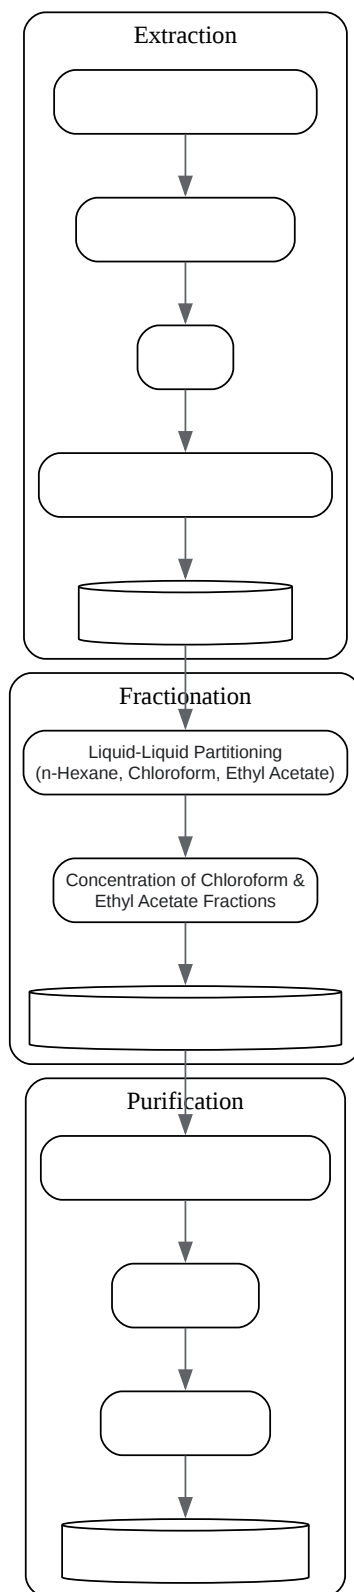 Extraction
Fractionation
Liquid-Liquid Partitioning
(n-Hexane, Chloroform, Ethyl Acetate)
Concentration of Chloroform &
Ethyl Acetate Fractions
Purification